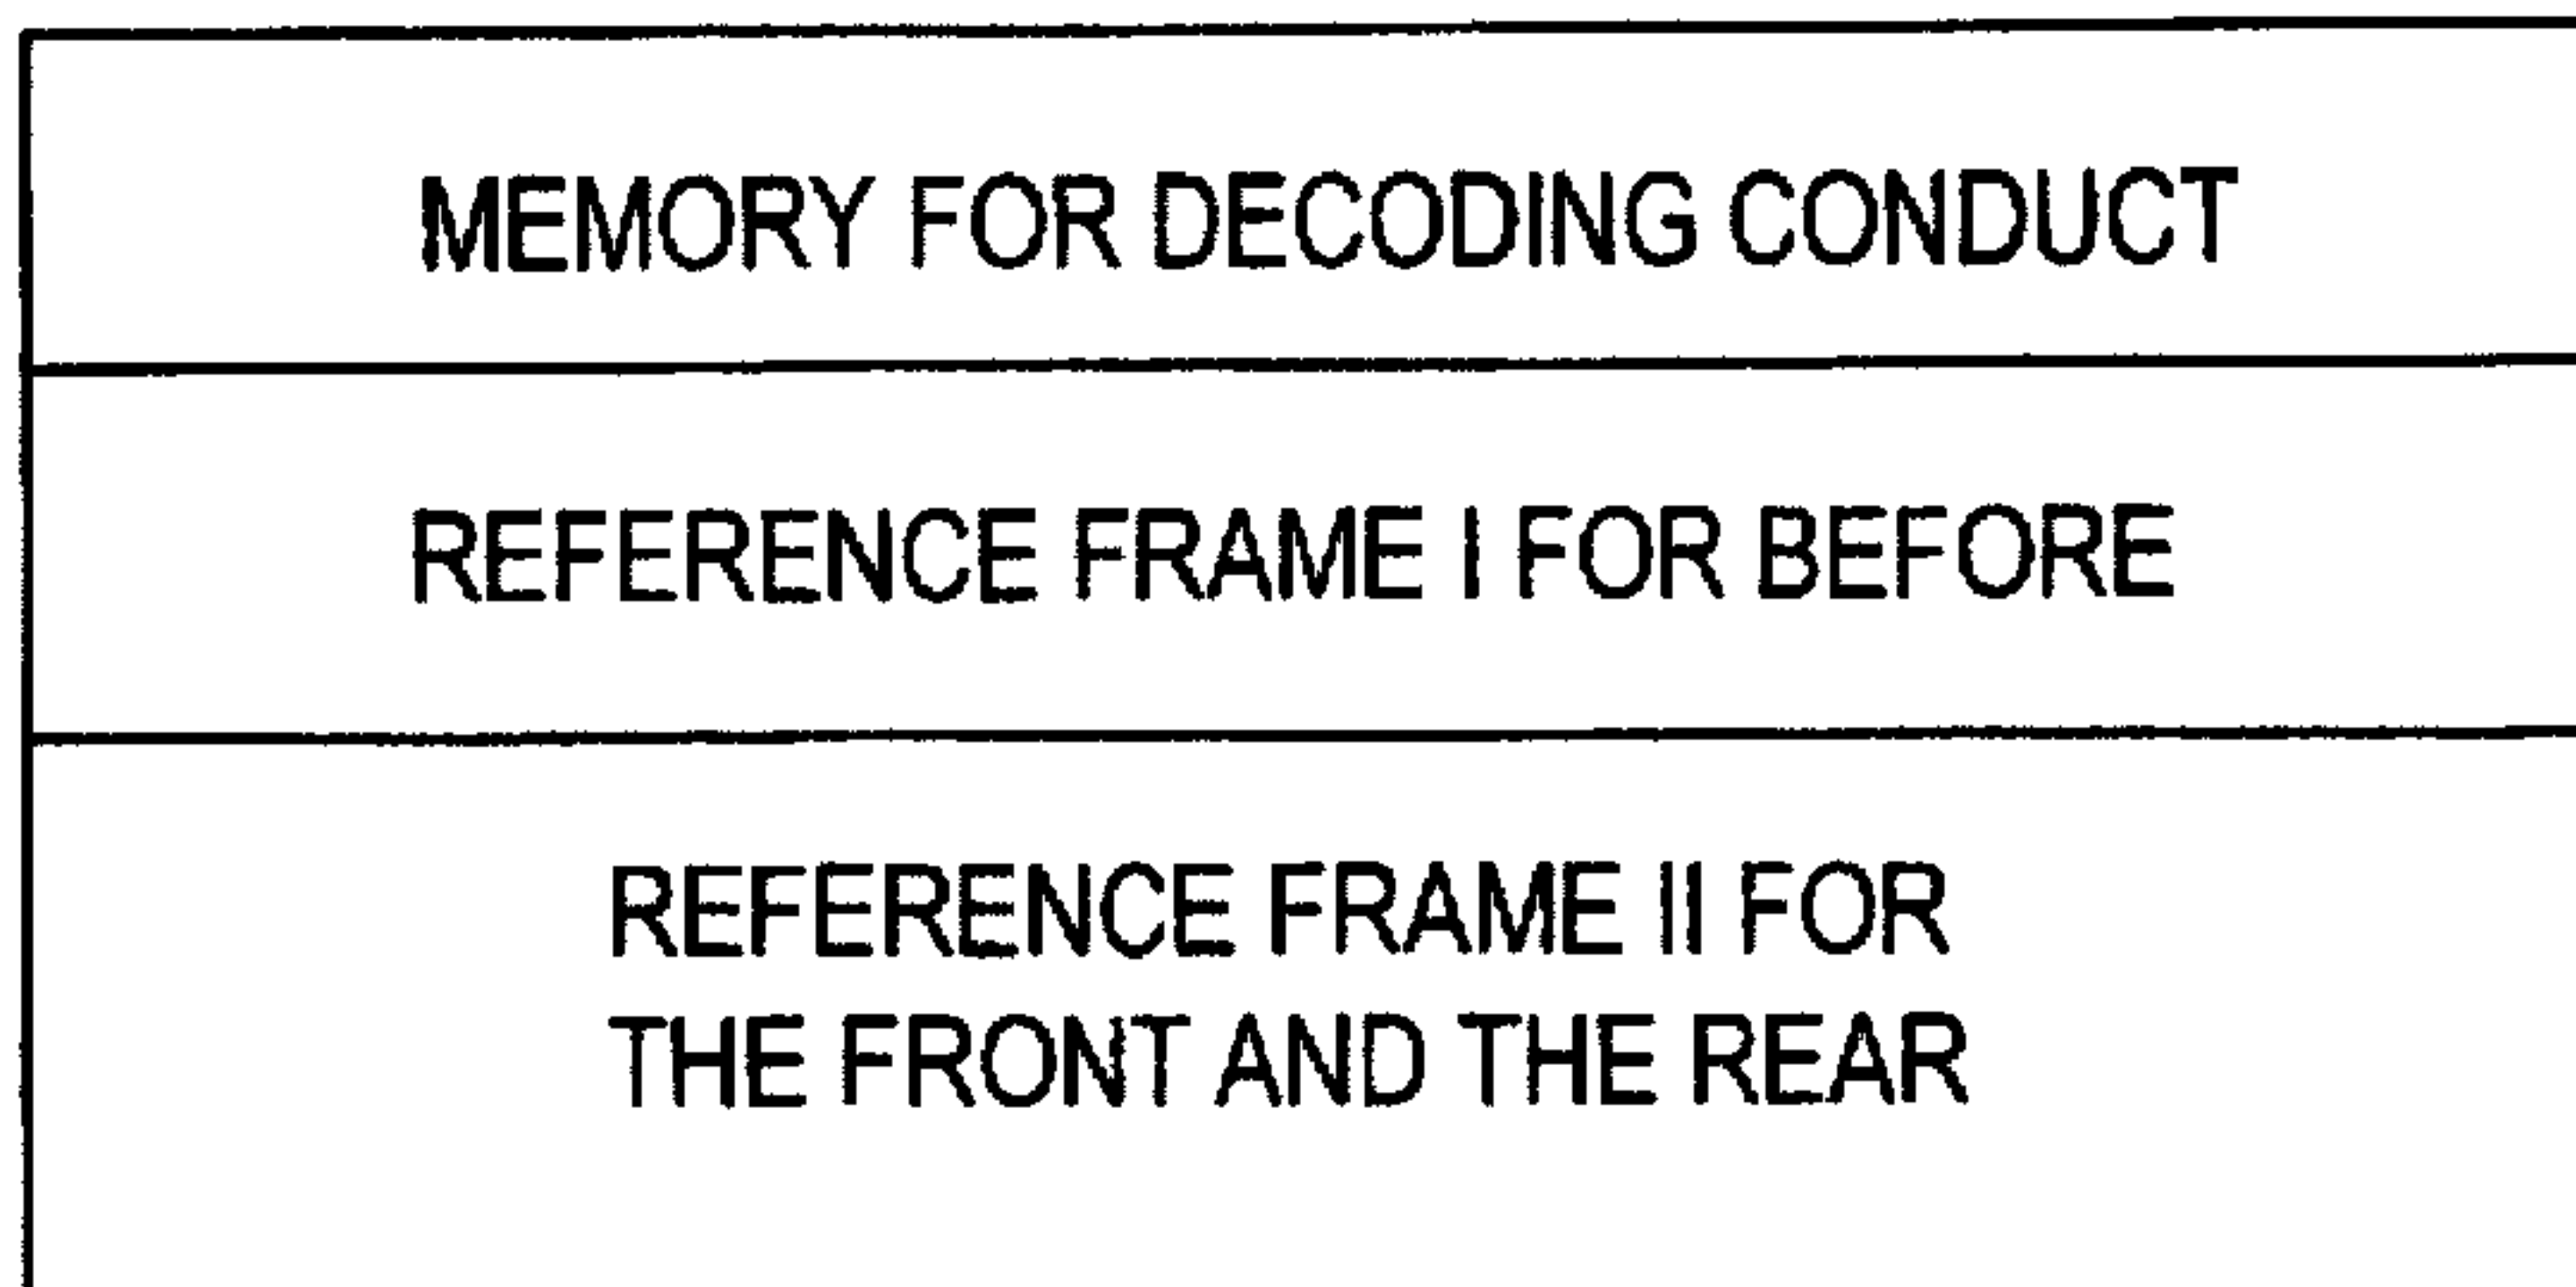 MEMORY FOR DECODING CONDUCT
REFERENCE FRAME I FOR BEFORE
REFERENCE FRAME II FOR
THE FRONT AND THE REAR